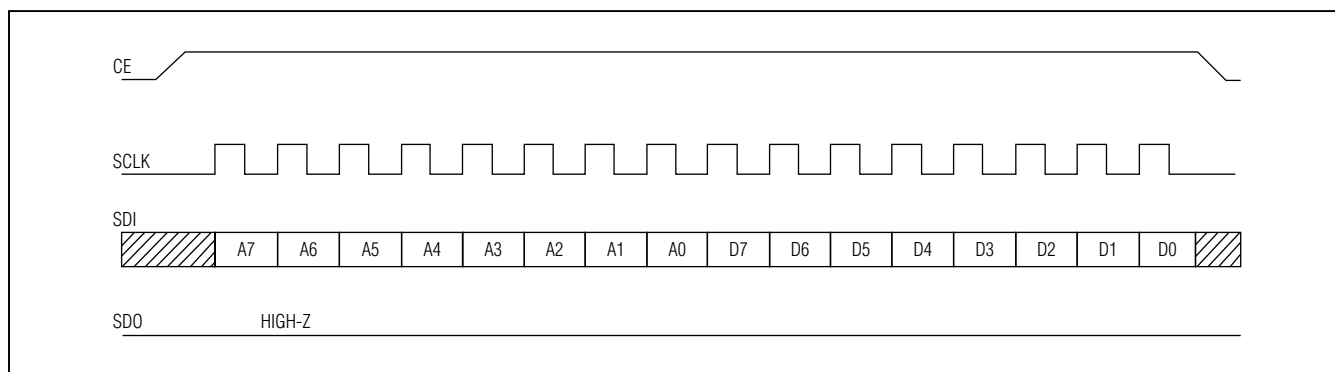 CE
SCLK
SDI
A7 A6 A5 A4 A3 A2 A1 A0 D7 D6 D5 D4 D3 D2 D1 D0
SDO HIGH-Z